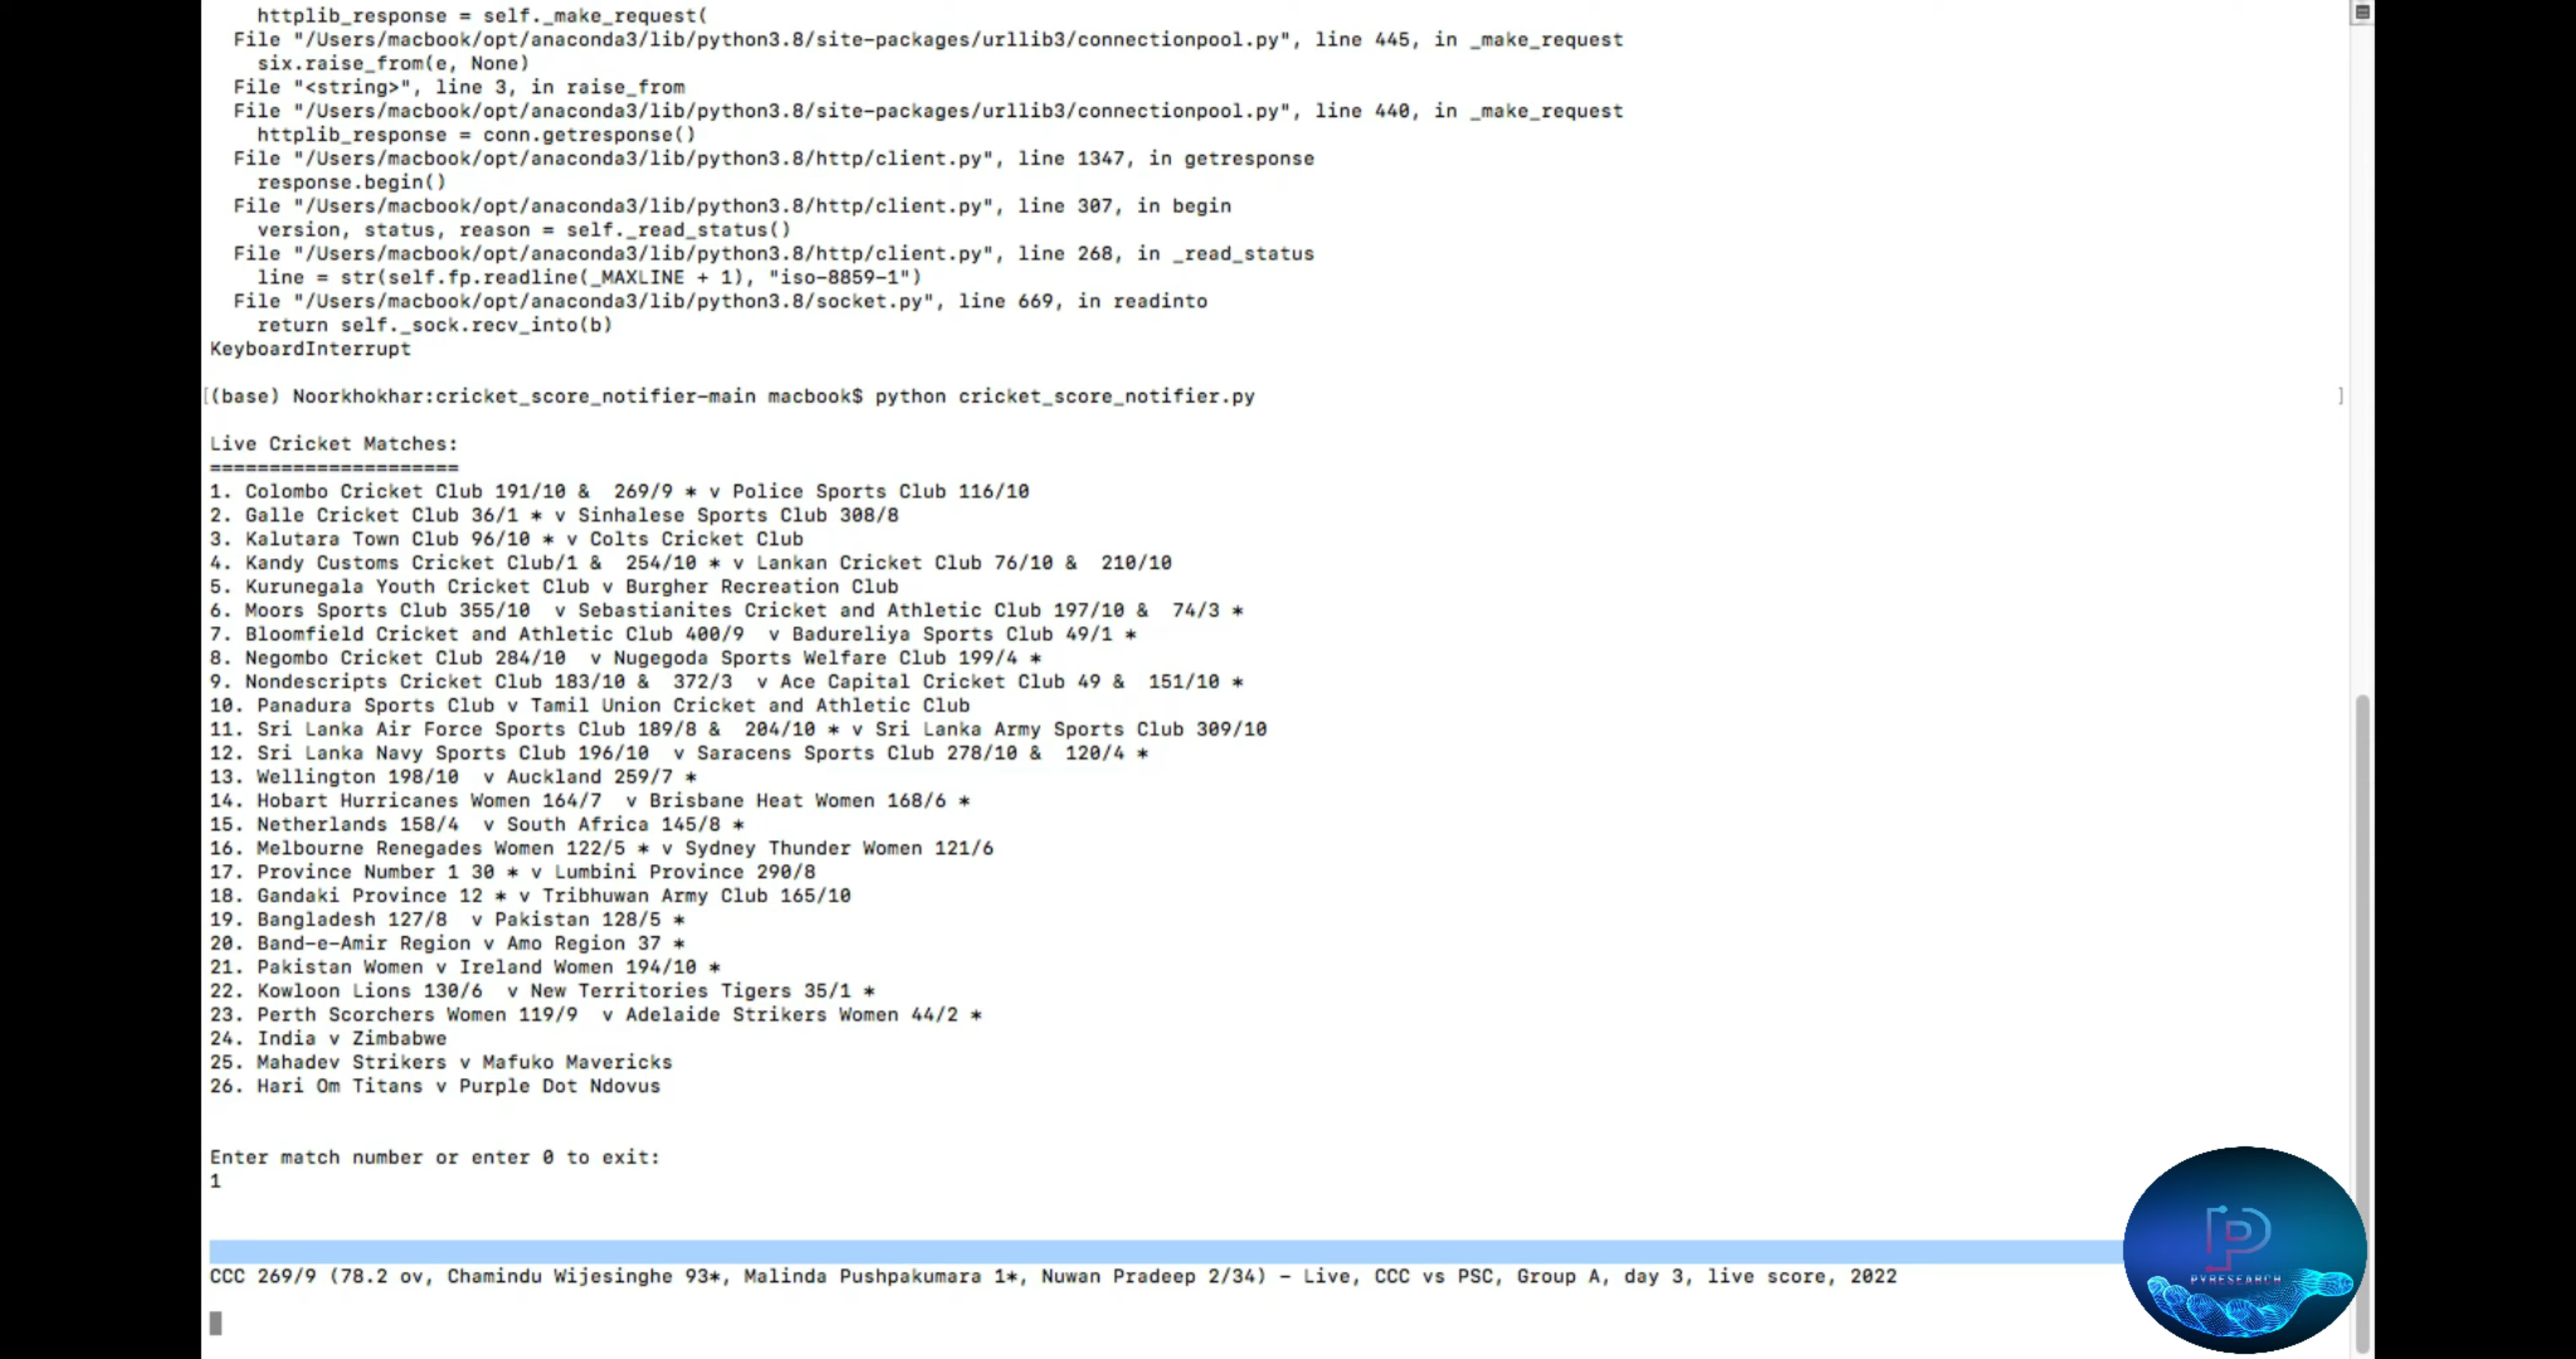 httplib_response = self._make_request(
File "/Users/macbook/opt/anaconda3/lib/python3.8/site-packages/urllib3/connectionpool.py", line 445, in _make_request
six.raise_from(e, None)
File "<string>", line 3, in raise_from
File "/Users/macbook/opt/anaconda3/lib/python3.8/site-packages/urllib3/connectionpool.py", line 440, in _make_request
httplib_response = conn.getresponse()
File "/Users/macbook/opt/anaconda3/lib/python3.8/http/client.py", line 1347, in getresponse
response.begin()
File "/Users/macbook/opt/anaconda3/lib/python3.8/http/client.py", line 307, in begin
version, status, reason = self._read_status()
File "/Users/macbook/opt/anaconda3/lib/python3.8/http/client.py", line 268, in _read_status
line = str(self.fp.readline(_MAXLINE + 1), "iso-8859-1")
File "/Users/macbook/opt/anaconda3/lib/python3.8/socket.py", line 669, in readinto
return self._sock.recv_into(b)
KeyboardInterrupt
[(base) Noorkhokhar:cricket_score_notifier-main macbook$ python cricket_score_notifier.py ]
Live Cricket Matches:
=====================
1. Colombo Cricket Club 191/10 &  269/9 * v Police Sports Club 116/10
2. Galle Cricket Club 36/1 * v Sinhalese Sports Club 308/8
3. Kalutara Town Club 96/10 * v Colts Cricket Club
4. Kandy Customs Cricket Club/1 &  254/10 * v Lankan Cricket Club 76/10 &  210/10
5. Kurunegala Youth Cricket Club v Burgher Recreation Club
6. Moors Sports Club 355/10  v Sebastianites Cricket and Athletic Club 197/10 &  74/3 *
7. Bloomfield Cricket and Athletic Club 400/9  v Badureliya Sports Club 49/1 *
8. Negombo Cricket Club 284/10  v Nugegoda Sports Welfare Club 199/4 *
9. Nondescripts Cricket Club 183/10 &  372/3  v Ace Capital Cricket Club 49 &  151/10 *
10. Panadura Sports Club v Tamil Union Cricket and Athletic Club
11. Sri Lanka Air Force Sports Club 189/8 &  204/10 * v Sri Lanka Army Sports Club 309/10
12. Sri Lanka Navy Sports Club 196/10  v Saracens Sports Club 278/10 &  120/4 *
13. Wellington 198/10  v Auckland 259/7 *
14. Hobart Hurricanes Women 164/7  v Brisbane Heat Women 168/6 *
15. Netherlands 158/4  v South Africa 145/8 *
16. Melbourne Renegades Women 122/5 * v Sydney Thunder Women 121/6
17. Province Number 1 30 * v Lumbini Province 290/8
18. Gandaki Province 12 * v Tribhuwan Army Club 165/10
19. Bangladesh 127/8  v Pakistan 128/5 *
20. Band-e-Amir Region v Amo Region 37 *
21. Pakistan Women v Ireland Women 194/10 *
22. Kowloon Lions 130/6  v New Territories Tigers 35/1 *
23. Perth Scorchers Women 119/9  v Adelaide Strikers Women 44/2 *
24. India v Zimbabwe
25. Mahadev Strikers v Mafuko Mavericks
26. Hari Om Titans v Purple Dot Ndovus
Enter match number or enter 0 to exit:
1
CCC 269/9 (78.2 ov, Chamindu Wijesinghe 93*, Malinda Pushpakumara 1*, Nuwan Pradeep 2/34) - Live, CCC vs PSC, Group A, day 3, live score, 2022
PYRESEARCH